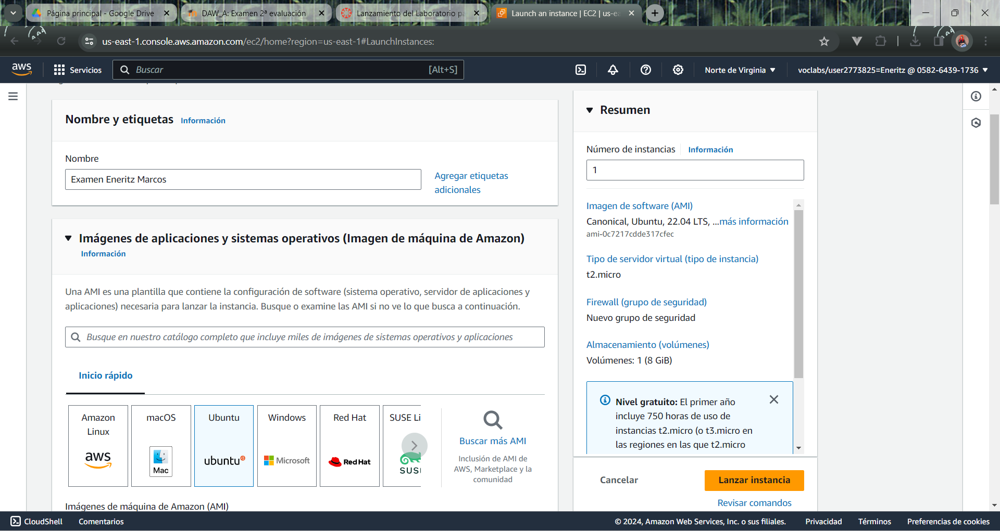 Página principal - Google Drive
DAW_A: Examen 2ª evaluación
Lanzamiento del Laboratorio pa
Launch an instance | EC2 | us-ea
us-east-1.console.aws.amazon.com/ec2/home?region=us-east-1#LaunchInstances:
aws
Servicios
Buscar
[Alt+S]
Norte de Virginia
voclabs/user2773825=Eneritz @ 0582-6439-1736
Nombre y etiquetas Información
Nombre
Examen Eneritz Marcos
Agregar etiquetas
adicionales
Imágenes de aplicaciones y sistemas operativos (Imagen de máquina de Amazon)
Información
Una AMI es una plantilla que contiene la configuración de software (sistema operativo, servidor de aplicaciones y
aplicaciones) necesaria para lanzar la instancia. Busque o examine las AMI si no ve lo que busca a continuación.
Busque en nuestro catálogo completo que incluye miles de imágenes de sistemas operativos y aplicaciones
Inicio rápido
Amazon
Linux
aws
macOS
Mac
Ubuntu
ubuntu
Windows
Microsoft
Red Hat
Red Hat
SUSE Li
SUSE
Buscar más AMI
Inclusión de AMI de
AWS, Marketplace y la
comunidad
Imágenes de máquina de Amazon (AMI)
Resumen
Número de instancias Información
1
Imagen de software (AMI)
Canonical, Ubuntu, 22.04 LTS, ...más información
ami-0c7217cdde317cfec
Tipo de servidor virtual (tipo de instancia)
t2.micro
Firewall (grupo de seguridad)
Nuevo grupo de seguridad
Almacenamiento (volúmenes)
Volúmenes: 1 (8 GiB)
Nivel gratuito: El primer año
incluye 750 horas de uso de
instancias t2.micro (o t3.micro en
las regiones en las que t2.micro
Cancelar
Lanzar instancia
Revisar comandos
CloudShell
Comentarios
© 2024, Amazon Web Services, Inc. o sus filiales.
Privacidad
Términos
Preferencias de cookies